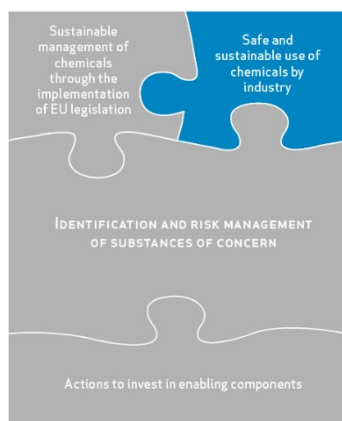 Sustainable
management of
chemicals
through the
implementation
of EU legislation
Safe and
sustainable use of
chemicals by
industry
IDENTIFICATION AND RISK MANAGEMENT
OF SUBSTANCES OF CONCERN
Actions to invest in enabling components